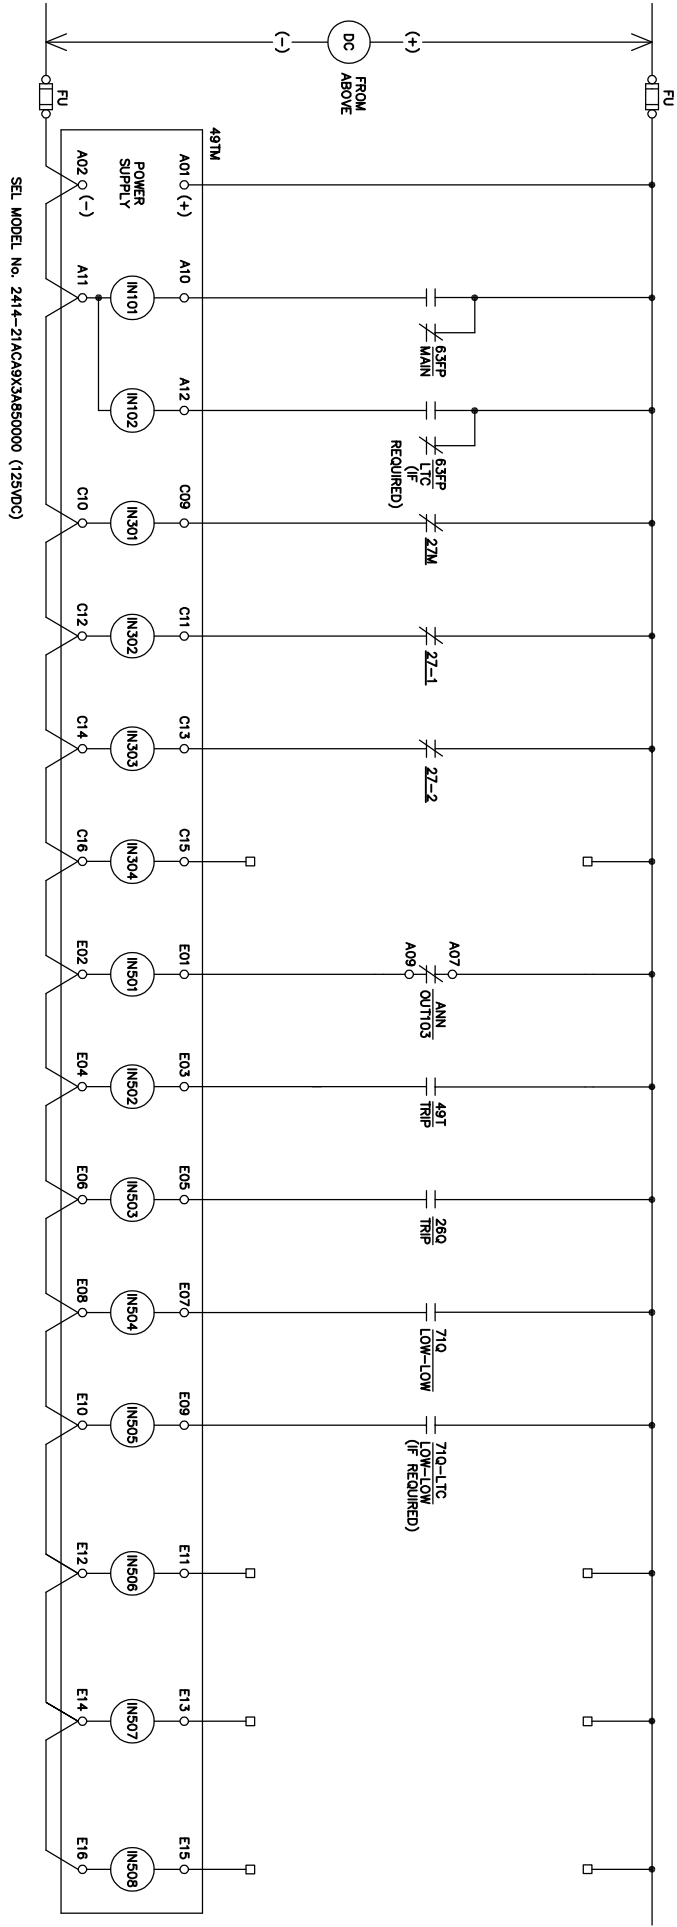 (+)
DC
(−)
FROM
ABOVE
FU
FU
49TM
A01
(+)
POWER
SUPPLY
A02
(−)
63FP
MAIN
A10
IN101
A11
63FP
LTC
(IF
REQUIRED)
A12
IN102
27M
C09
IN301
C10
27-1
C11
IN302
C12
27-2
C13
IN303
C14
C15
IN304
C16
A07
A09
ANN
OUT103
E01
IN501
E02
49T
TRIP
E03
IN502
E04
26Q
TRIP
E05
IN503
E06
71Q
LOW-LOW
E07
IN504
E08
71Q-LTC
LOW-LOW
(IF REQUIRED)
E09
IN505
E10
E11
IN506
E12
E13
IN507
E14
E15
IN508
E16
SEL MODEL No. 2414-21ACA9X3A850000 (125VDC)